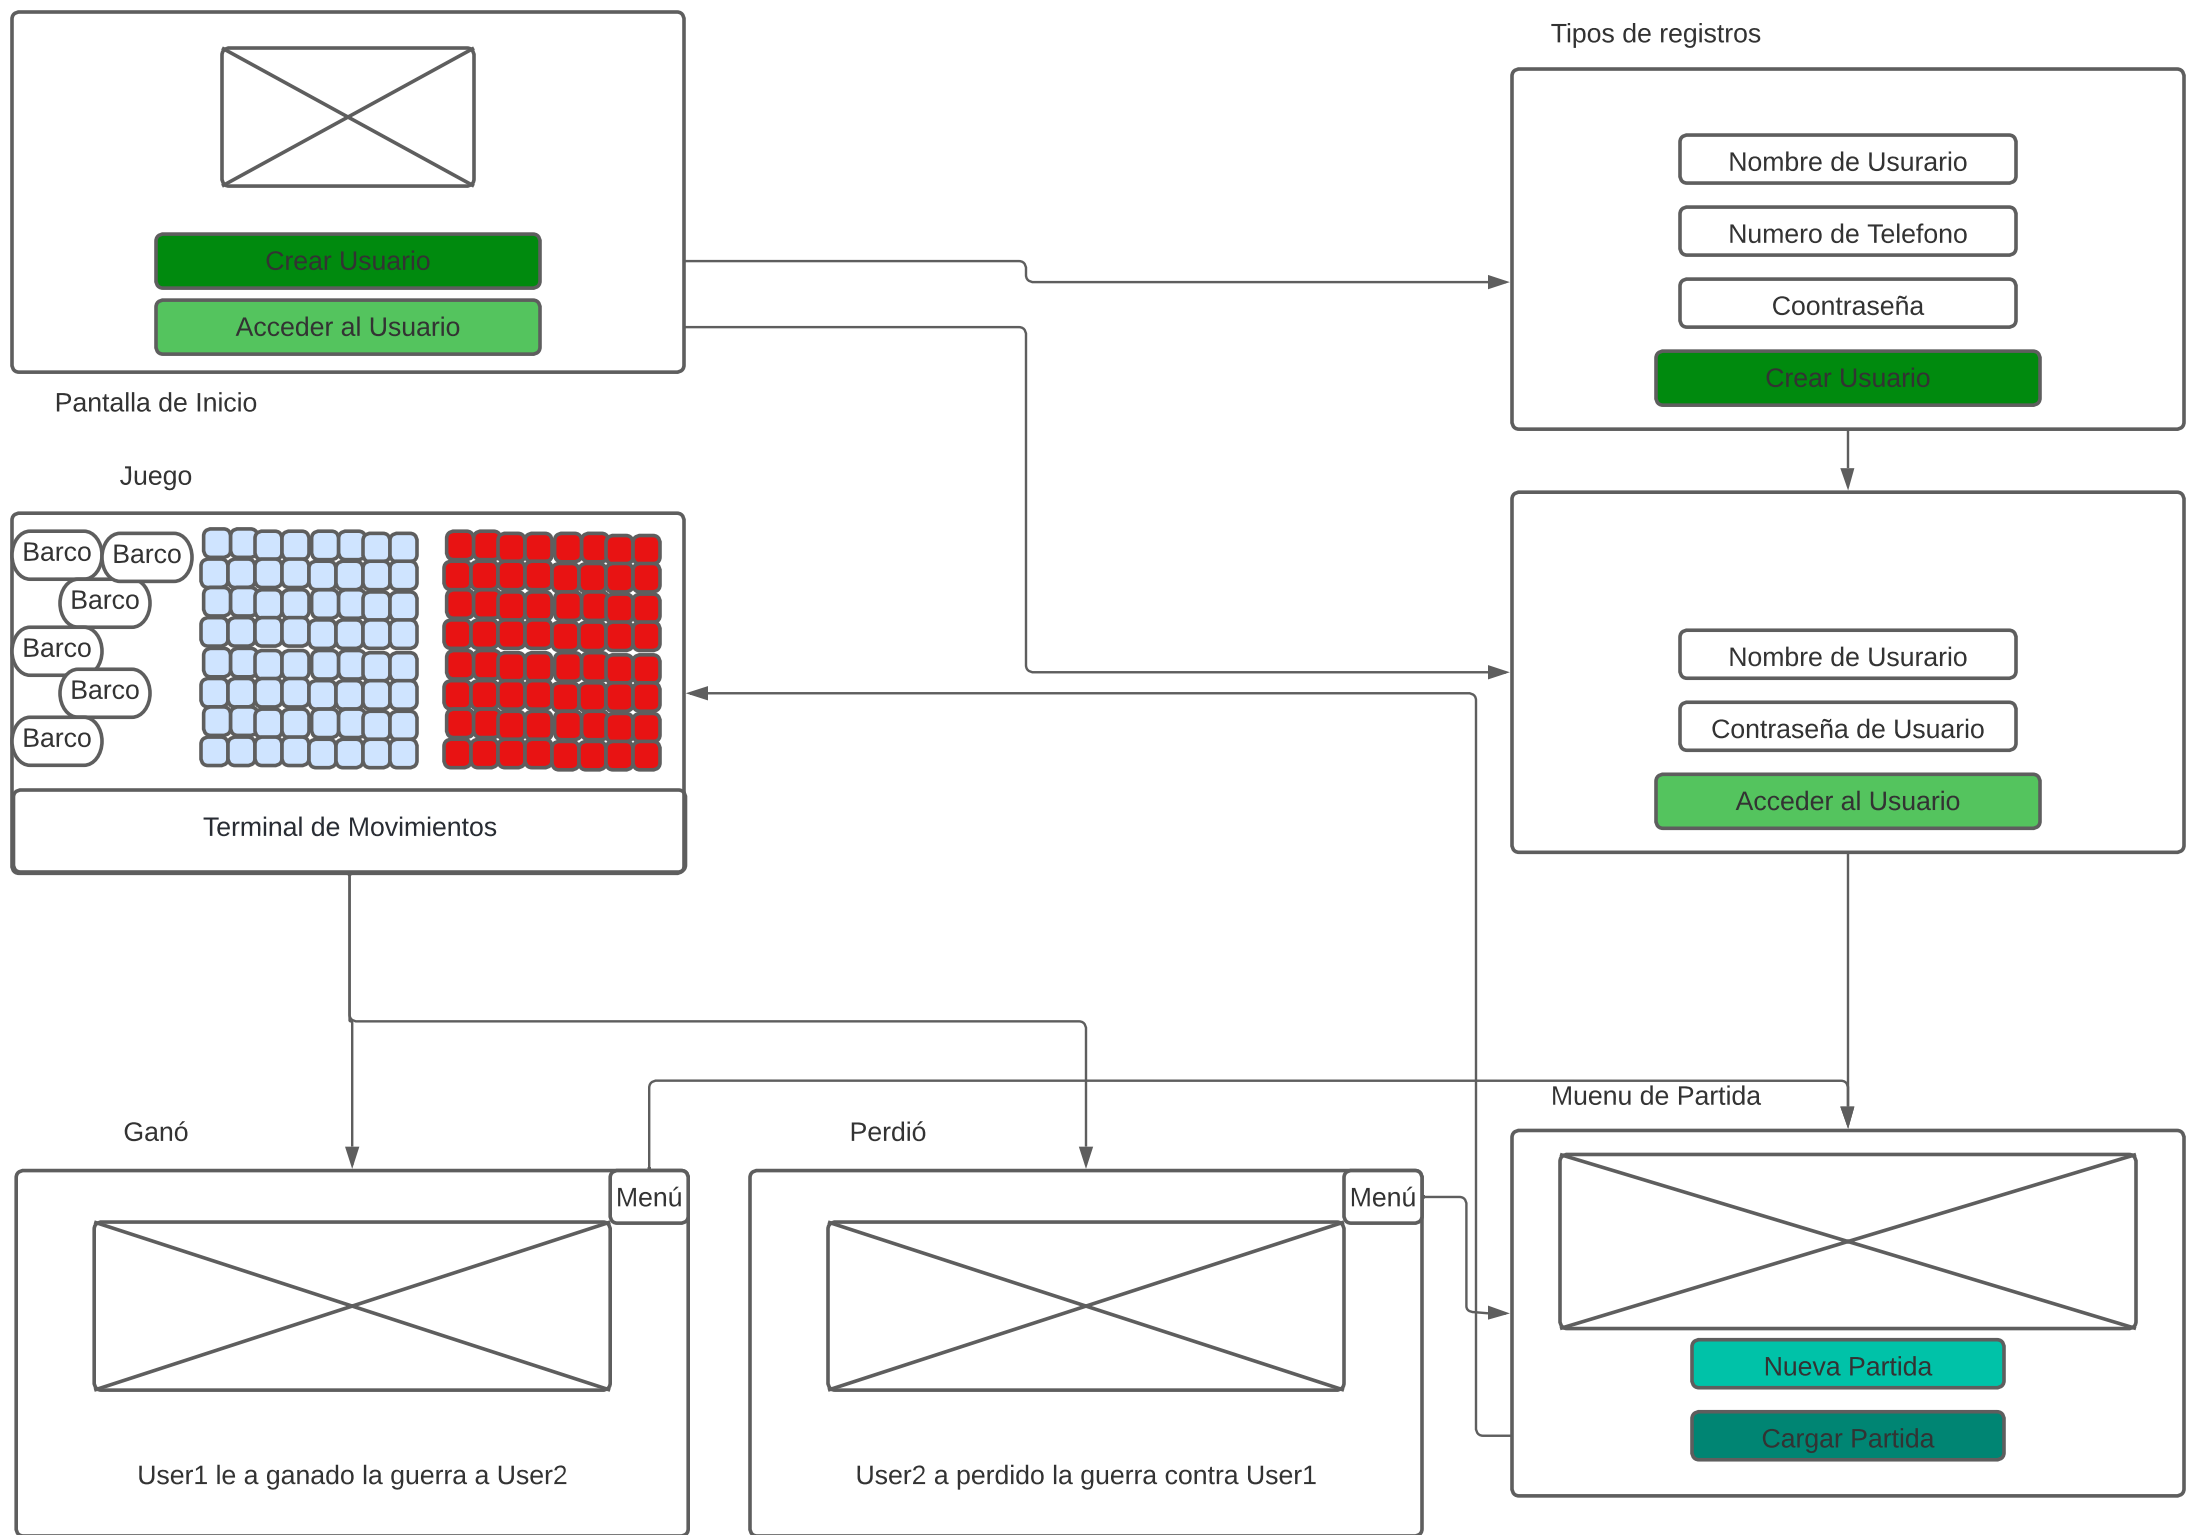 Crear Usuario
Acceder al Usuario
Pantalla de Inicio
Tipos de registros
Nombre de Usurario
Numero de Telefono
Coontraseña
Crear Usuario
Juego
Barco
Barco
Barco
Barco
Barco
Barco
Terminal de Movimientos
Nombre de Usurario
Contraseña de Usuario
Acceder al Usuario
Ganó
Menú
User1 le a ganado la guerra a User2
Perdió
Menú
User2 a perdido la guerra contra User1
Muenu de Partida
Nueva Partida
Cargar Partida